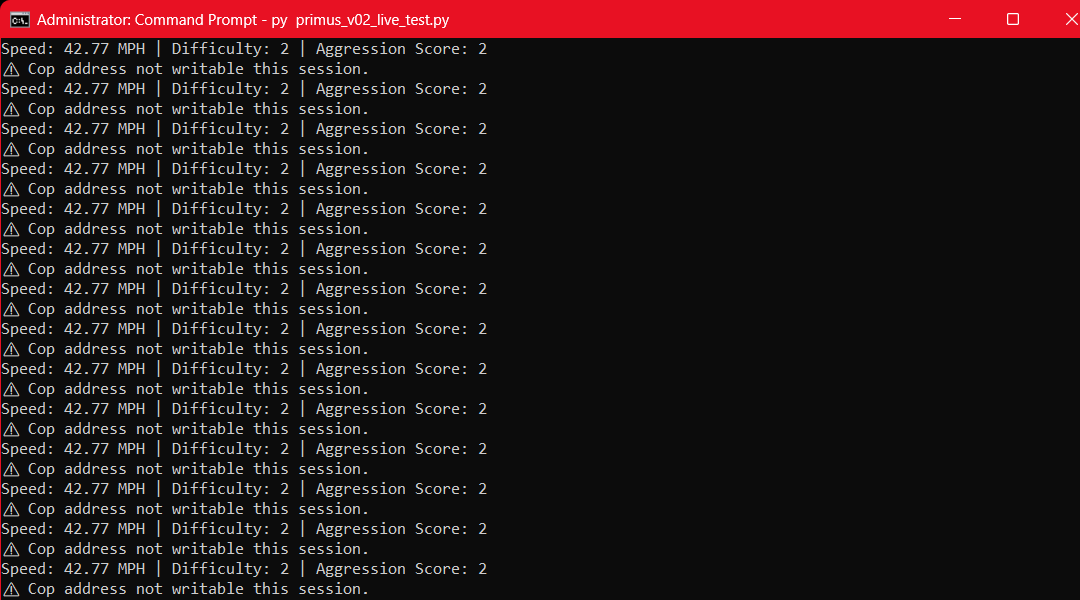 Administrator: Command Prompt - py  primus_v02_live_test.py
Speed: 42.77 MPH | Difficulty: 2 | Aggression Score: 2
⚠ Cop address not writable this session.
Speed: 42.77 MPH | Difficulty: 2 | Aggression Score: 2
⚠ Cop address not writable this session.
Speed: 42.77 MPH | Difficulty: 2 | Aggression Score: 2
⚠ Cop address not writable this session.
Speed: 42.77 MPH | Difficulty: 2 | Aggression Score: 2
⚠ Cop address not writable this session.
Speed: 42.77 MPH | Difficulty: 2 | Aggression Score: 2
⚠ Cop address not writable this session.
Speed: 42.77 MPH | Difficulty: 2 | Aggression Score: 2
⚠ Cop address not writable this session.
Speed: 42.77 MPH | Difficulty: 2 | Aggression Score: 2
⚠ Cop address not writable this session.
Speed: 42.77 MPH | Difficulty: 2 | Aggression Score: 2
⚠ Cop address not writable this session.
Speed: 42.77 MPH | Difficulty: 2 | Aggression Score: 2
⚠ Cop address not writable this session.
Speed: 42.77 MPH | Difficulty: 2 | Aggression Score: 2
⚠ Cop address not writable this session.
Speed: 42.77 MPH | Difficulty: 2 | Aggression Score: 2
⚠ Cop address not writable this session.
Speed: 42.77 MPH | Difficulty: 2 | Aggression Score: 2
⚠ Cop address not writable this session.
Speed: 42.77 MPH | Difficulty: 2 | Aggression Score: 2
⚠ Cop address not writable this session.
Speed: 42.77 MPH | Difficulty: 2 | Aggression Score: 2
⚠ Cop address not writable this session.